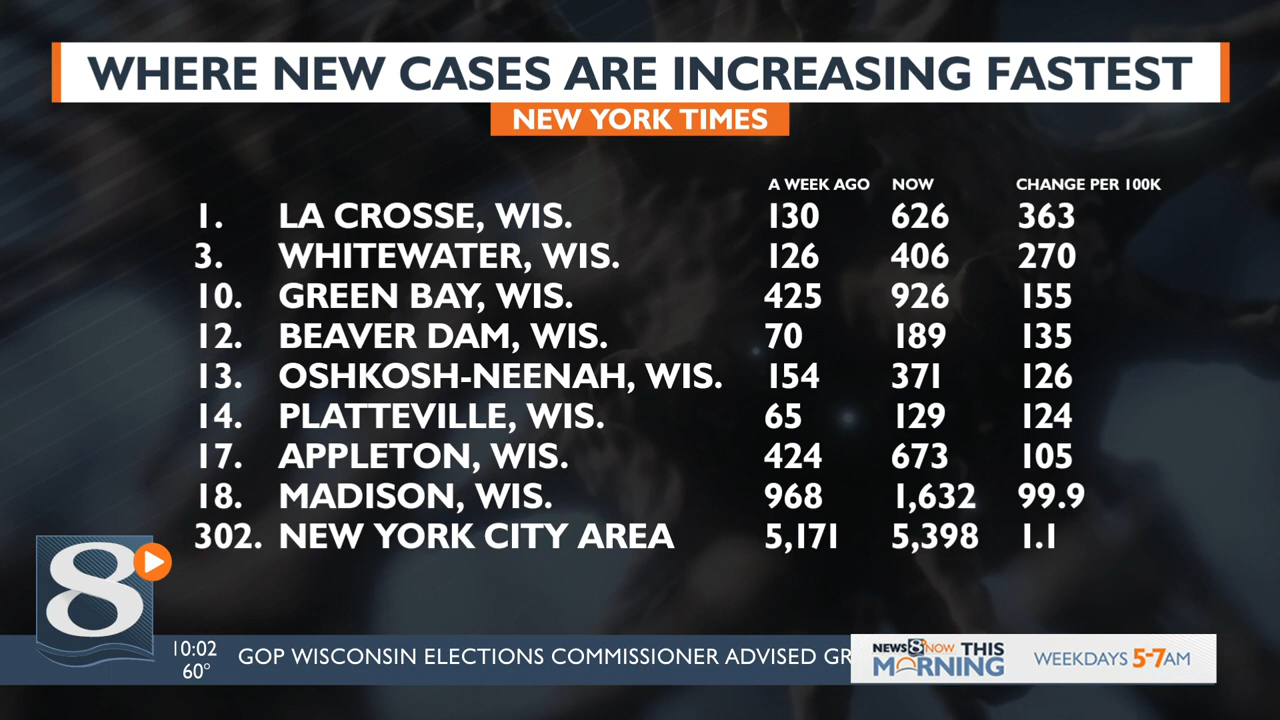 WHERE NEW CASES ARE INCREASING FASTEST
NEW YORK TIMES
A WEEK AGO NOW CHANGE PER 100K
1. LA CROSSE, WIS. 130 626 363
3. WHITEWATER, WIS. 126 406 270
10. GREEN BAY, WIS. 425 926 155
12. BEAVER DAM, WIS. 70 189 135
13. OSHKOSH-NEENAH, WIS. 154 371 126
14. PLATTEVILLE, WIS. 65 129 124
17. APPLETON, WIS. 424 673 105
18. MADISON, WIS. 968 1,632 99.9
302. NEW YORK CITY AREA 5,171 5,398 1.1
8
10:02
60°
GOP WISCONSIN ELECTIONS COMMISSIONER ADVISED GR
NEWS 8 NOW THIS
MORNING
WEEKDAYS 5-7AM